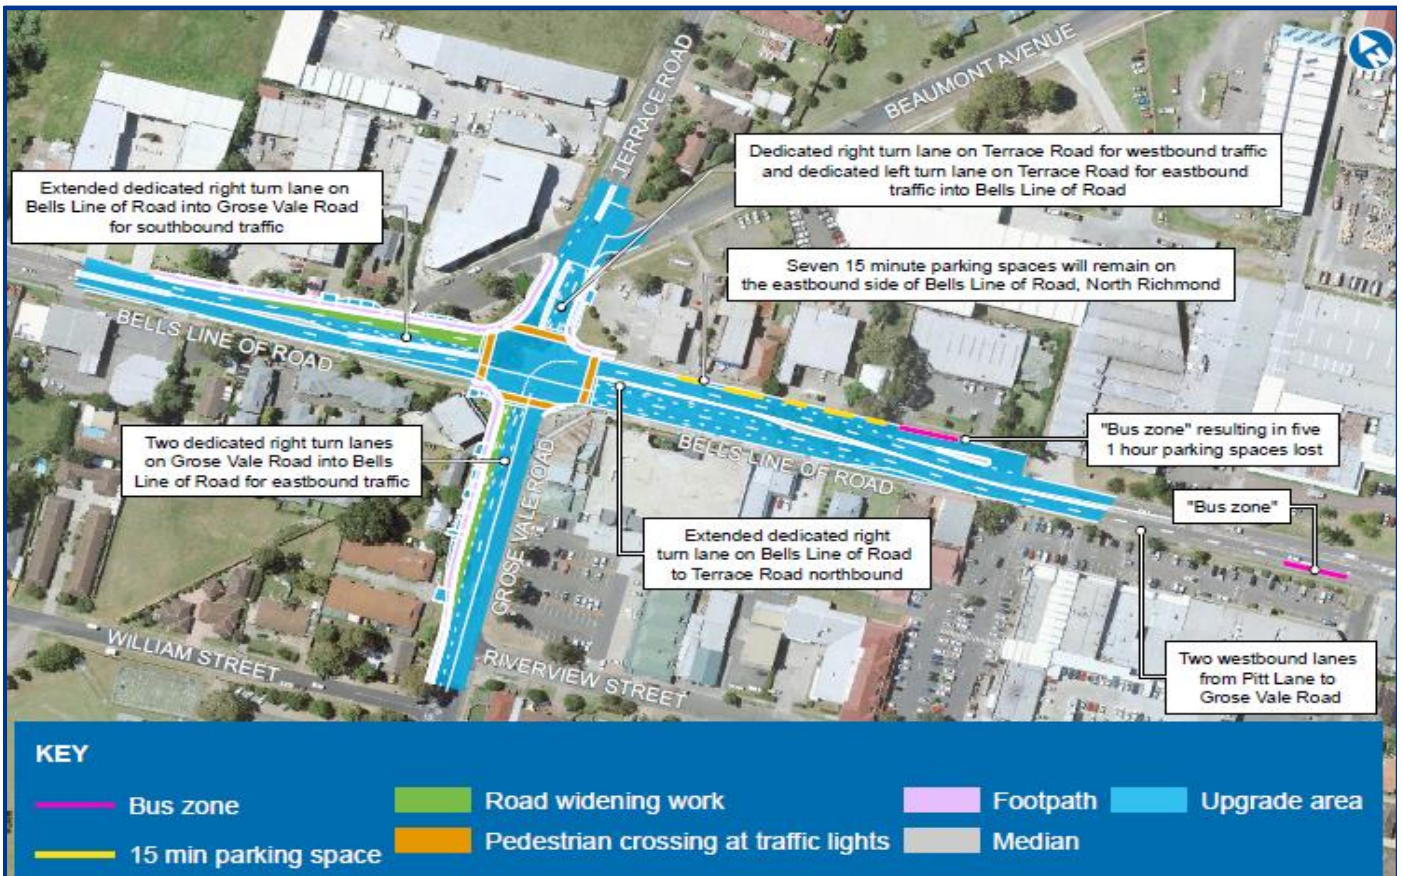 TERRACE ROAD
BEAUMONT AVENUE
Dedicated right turn lane on Terrace Road for westbound traffic
and dedicated left turn lane on Terrace Road for eastbound
traffic into Bells Line of Road
Extended dedicated right turn lane on
Bells Line of Road into Grose Vale Road
for southbound traffic
Seven 15 minute parking spaces will remain on
the eastbound side of Bells Line of Road, North Richmond
BELLS LINE OF ROAD
Two dedicated right turn lanes
on Grose Vale Road into Bells
Line of Road for eastbound traffic
GROSE VALE ROAD
BELLS LINE OF ROAD
"Bus zone" resulting in five
1 hour parking spaces lost
"Bus zone"
Extended dedicated right
turn lane on Bells Line of Road
to Terrace Road northbound
WILLIAM STREET
RIVERVIEW STREET
Two westbound lanes
from Pitt Lane to
Grose Vale Road
N
KEY
Bus zone
15 min parking space
Road widening work
Pedestrian crossing at traffic lights
Footpath
Median
Upgrade area